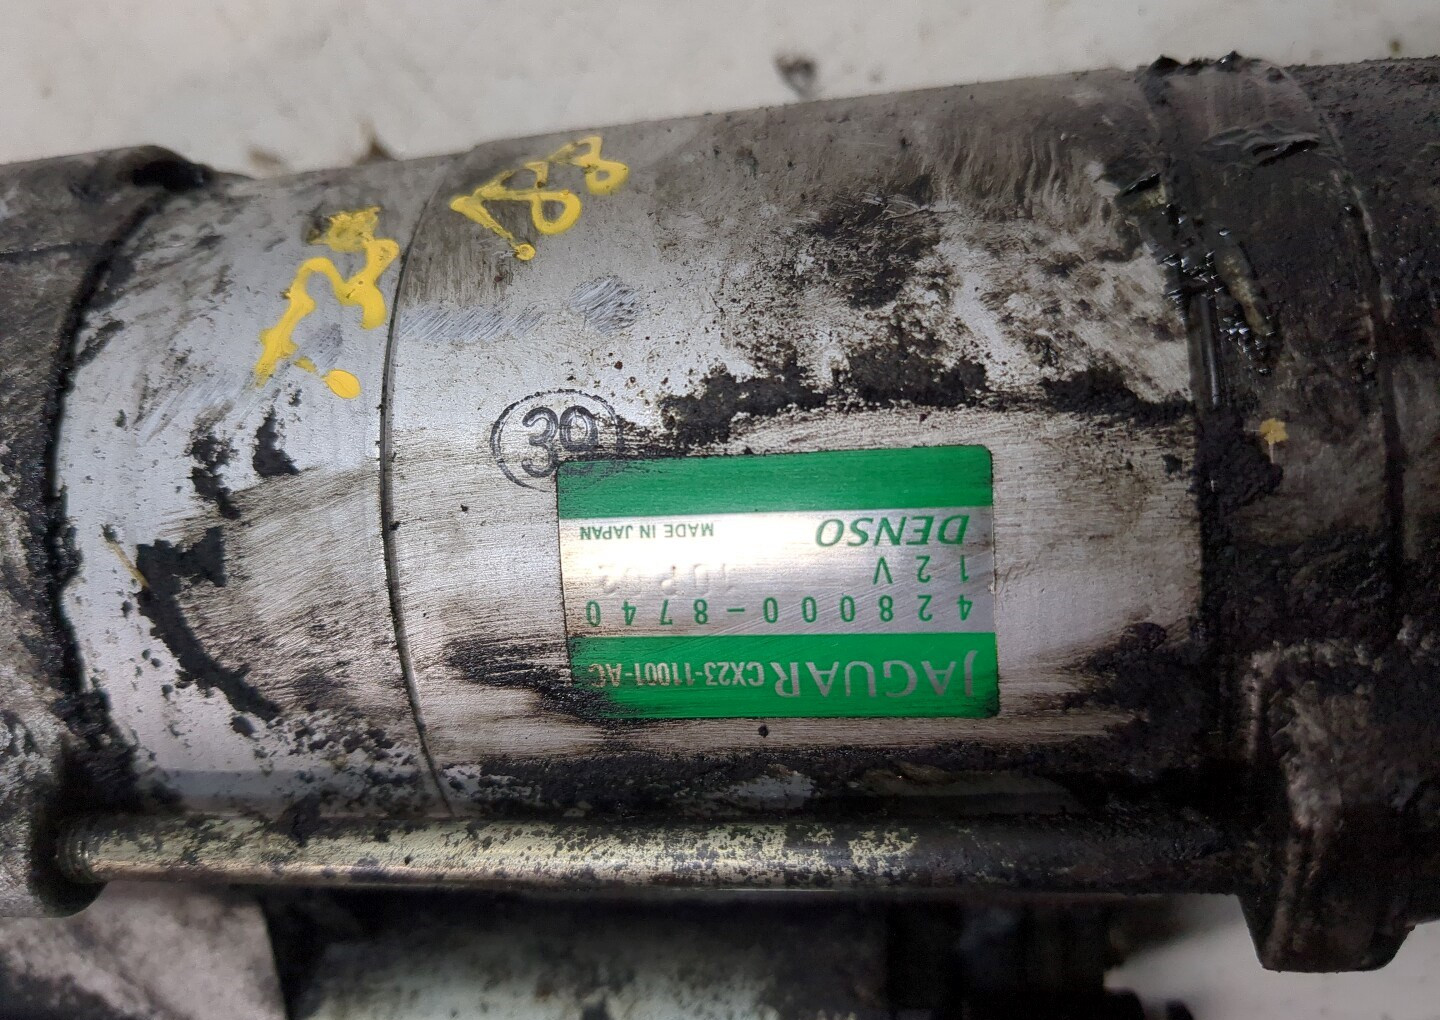 30
JAGUAR CX23-11001-AC
428000-8740
12V
DENSO MADE IN JAPAN